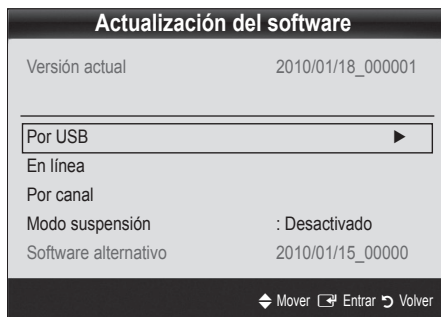 Actualización del software
Versión actual 2010/01/18_000001
Por USB ►
En línea
Por canal
Modo suspensión : Desactivado
Software alternativo 2010/01/15_00000
Mover Entrar Volver